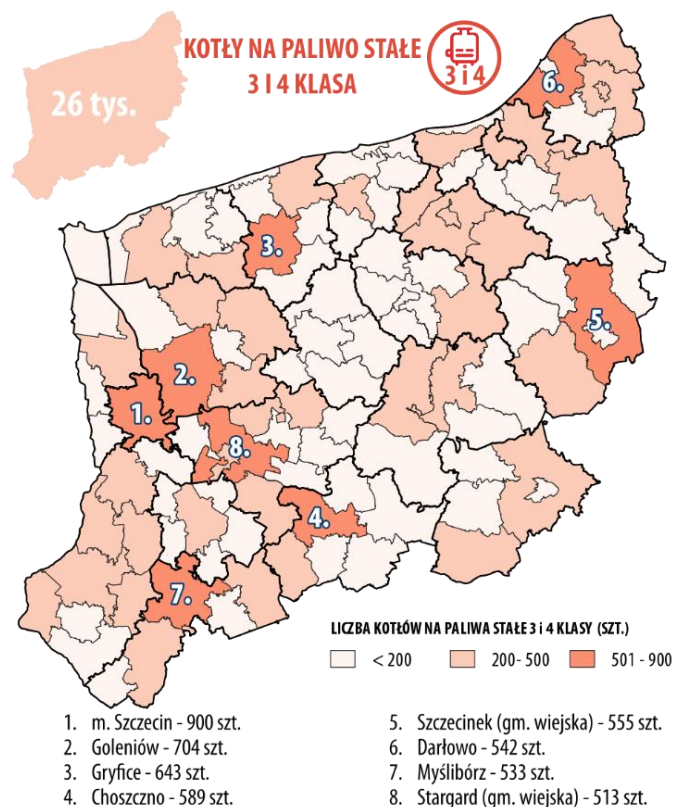 KOTŁY NA PALIWO STAŁE
3 I 4 KLASA
3 i 4
26 tys.
6.
3.
5.
2.
1.
8.
4.
7.
LICZBA KOTŁÓW NA PALIWA STAŁE 3 i 4 KLASY (SZT.)
< 200
200- 500
501 - 900
1. m. Szczecin - 900 szt.
2. Goleniów - 704 szt.
3. Gryfice - 643 szt.
4. Choszczno - 589 szt.
5. Szczecinek (gm. wiejska) - 555 szt.
6. Darłowo - 542 szt.
7. Myślibórz - 533 szt.
8. Stargard (gm. wiejska) - 513 szt.